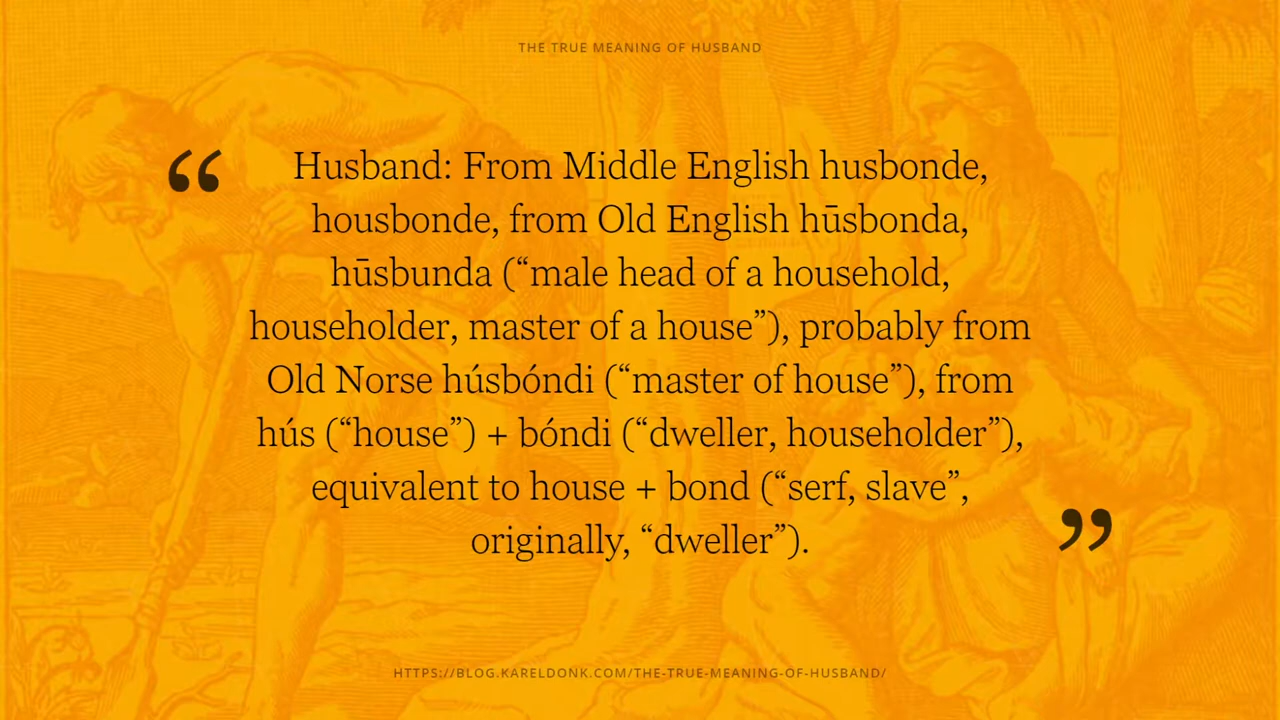 THE TRUE MEANING OF HUSBAND
“Husband: From Middle English husbonde,
housbonde, from Old English hūsbonda,
hūsbunda (“male head of a household,
householder, master of a house”), probably from
Old Norse húsbóndi (“master of house”), from
hús (“house”) + bóndi (“dweller, householder”),
equivalent to house + bond (“serf, slave”,
originally, “dweller”).”
HTTPS://BLOG.KARELDONK.COM/THE-TRUE-MEANING-OF-HUSBAND/